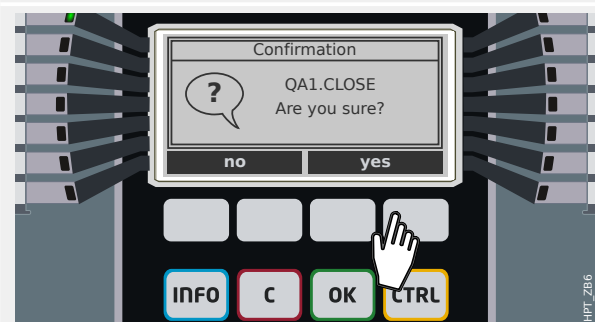 Confirmation
?
QA1.CLOSE
Are you sure?
no yes
INFO C OK CTRL
HPT_ZB6